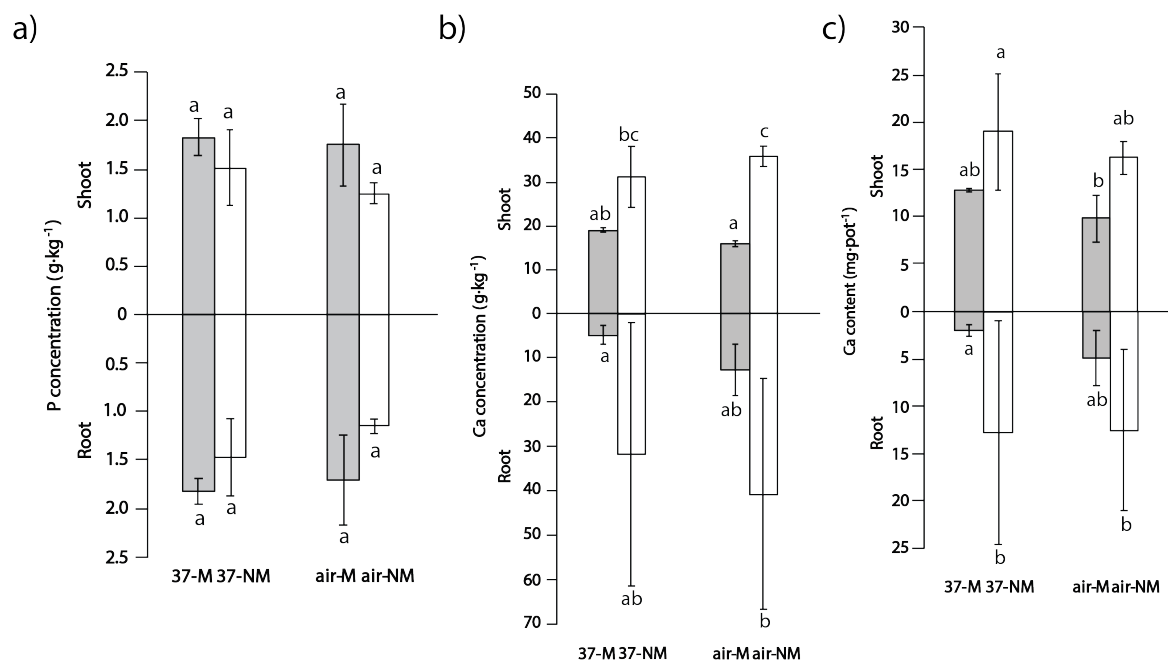 a)
2.5
2.0
1.5
1.0
0.5
0
0.5
1.0
1.5
2.0
2.5
P concentration (g·kg-1)
Shoot
Root
a a
a
a
a a
a
a
37-M 37-NM air-M air-NM
b)
50
40
30
20
10
0
10
20
30
40
50
60
70
Ca concentration (g·kg-1)
Shoot
Root
ab
bc
a
c
a
ab
ab
b
37-M 37-NM air-M air-NM
c)
30
25
20
15
10
5
0
5
10
15
20
25
Ca content (mg·pot-1)
Shoot
Root
ab
a
b
ab
a
b
ab
b
37-M 37-NM air-M air-NM